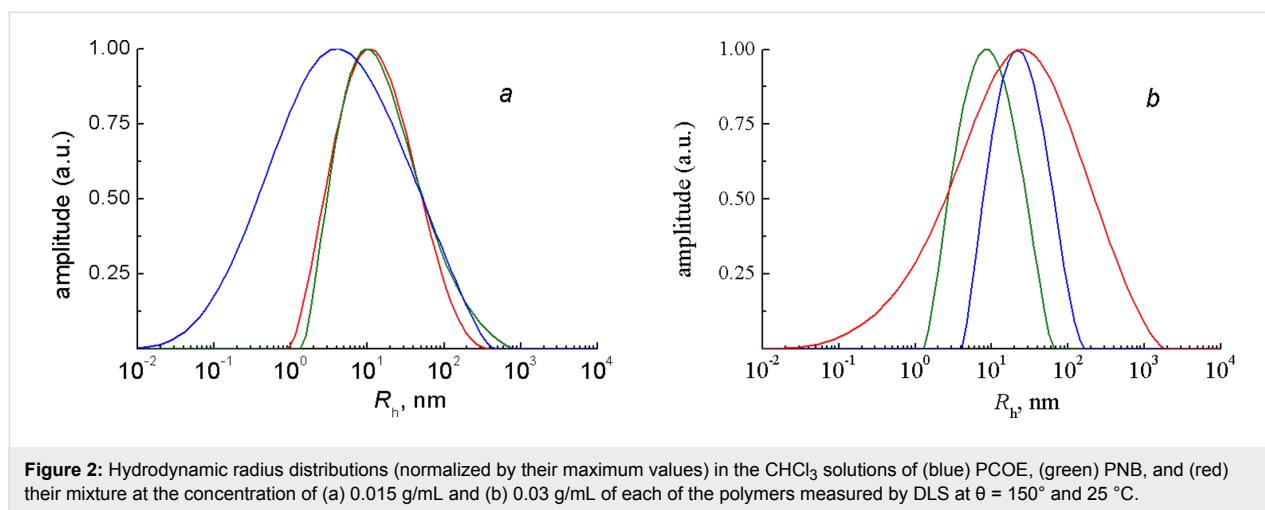 a
1.00
0.75
0.50
0.25
amplitude (a.u.)
10⁻² 10⁻¹ 10⁰ 10¹ 10² 10³ 10⁴
Rₕ, nm
b
1.00
0.75
0.50
0.25
amplitude (a.u.)
10⁻² 10⁻¹ 10⁰ 10¹ 10² 10³ 10⁴
Rₕ, nm
Figure 2: Hydrodynamic radius distributions (normalized by their maximum values) in the CHCl₃ solutions of (blue) PCOE, (green) PNB, and (red)
their mixture at the concentration of (a) 0.015 g/mL and (b) 0.03 g/mL of each of the polymers measured by DLS at θ = 150° and 25 °C.